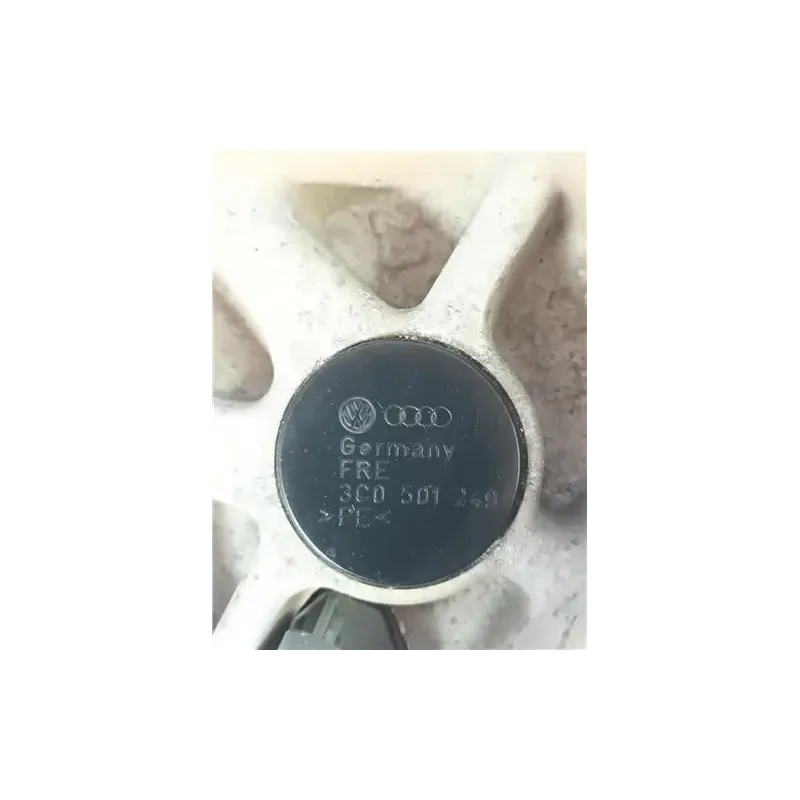 Germany
FRE
3C0 501 249
>PE<